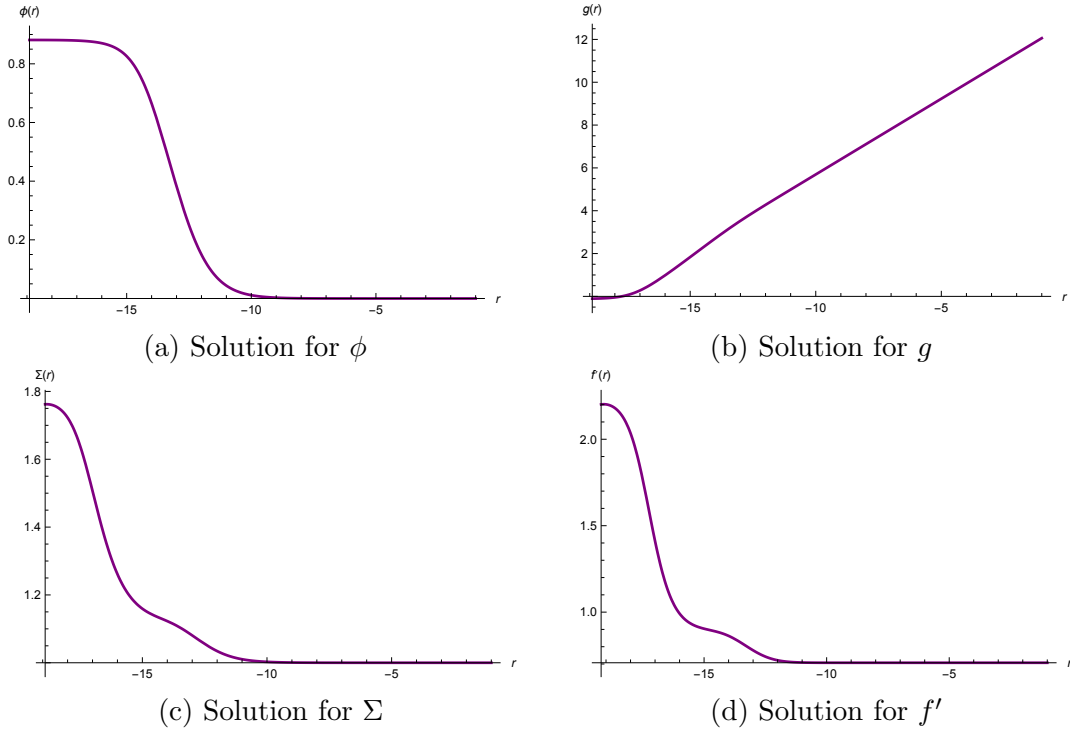 ϕ(r)
0.8
0.6
0.4
0.2
-15
-10
-5
r
(a) Solution for ϕ
g(r)
12
10
8
6
4
2
-15
-10
-5
r
(b) Solution for g
Σ(r)
1.8
1.6
1.4
1.2
-15
-10
-5
r
(c) Solution for Σ
f'(r)
2.0
1.5
1.0
-15
-10
-5
r
(d) Solution for f′